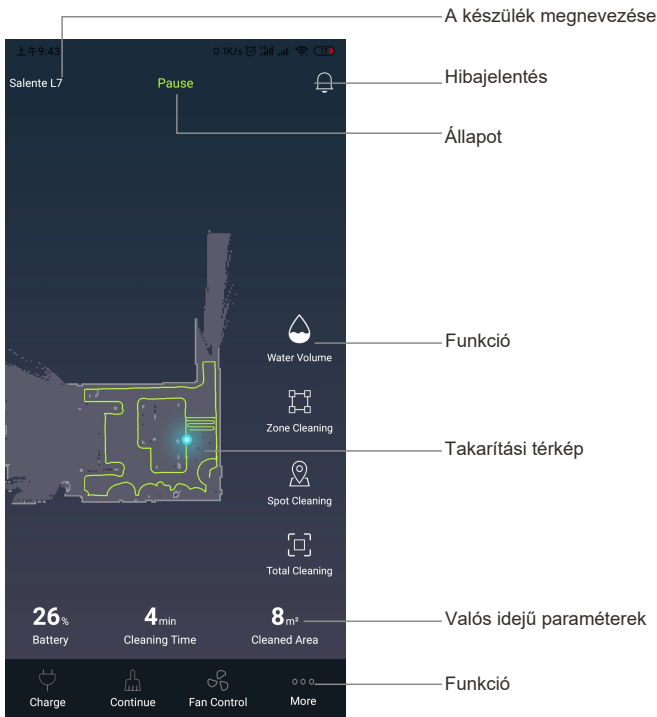 A készülék megnevezése
上午9:43 0.1K/s 17
Salente L7 Pause
Hibajelentés
Állapot
Water Volume
Funkció
Zone Cleaning
Takarítási térkép
Spot Cleaning
Total Cleaning
26% 4min 8m²
Battery Cleaning Time Cleaned Area
Valós idejű paraméterek
Charge Continue Fan Control More
Funkció